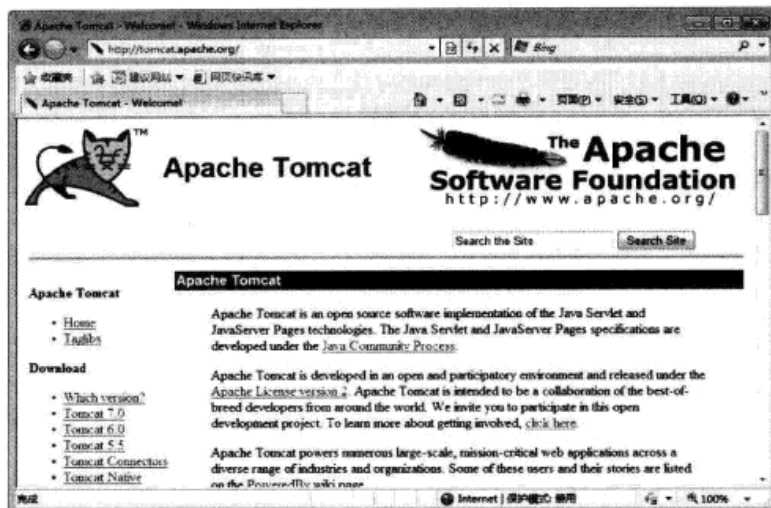 Apache Tomcat - Welcome! - Windows Internet Explorer
http://tomcat.apache.org/
Bing
收藏夹
建议网站
网页快讯库
Apache Tomcat - Welcome!
页面(P)
安全(S)
工具(O)
TM
Apache Tomcat
The Apache
Software Foundation
http://www.apache.org/
Search the Site
Search Site
Apache Tomcat
Apache Tomcat
• Home
• Taglibs
Download
• Which version?
• Tomcat 7.0
• Tomcat 6.0
• Tomcat 5.5
• Tomcat Connectors
• Tomcat Native
Apache Tomcat is an open source software implementation of the Java Servlet and
JavaServer Pages technologies. The Java Servlet and JavaServer Pages specifications are
developed under the Java Community Process.
Apache Tomcat is developed in an open and participatory environment and released under the
Apache License version 2. Apache Tomcat is intended to be a collaboration of the best-of-
breed developers from around the world. We invite you to participate in this open
development project. To learn more about getting involved, click here.
Apache Tomcat powers numerous large-scale, mission-critical web applications across a
diverse range of industries and organizations. Some of these users and their stories are listed
on the PoweredBy wiki page.
完成
Internet | 保护模式: 禁用
100%